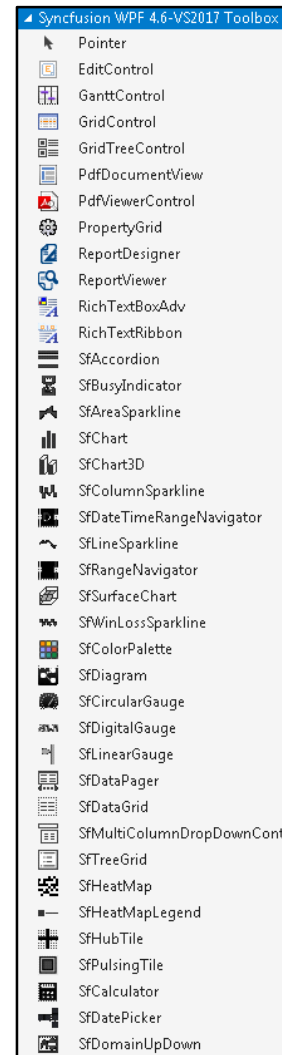 Syncfusion WPF 4.6-VS2017 Toolbox
Pointer
EditControl
GanttControl
GridControl
GridTreeControl
PdfDocumentView
PdfViewerControl
PropertyGrid
ReportDesigner
ReportViewer
RichTextBoxAdv
RichTextRibbon
SfAccordion
SfBusyIndicator
SfAreaSparkline
SfChart
SfChart3D
SfColumnSparkline
SfDateTimeRangeNavigator
SfLineSparkline
SfRangeNavigator
SfSurfaceChart
SfWinLossSparkline
SfColorPalette
SfDiagram
SfCircularGauge
SfDigitalGauge
SfLinearGauge
SfDataPager
SfDataGrid
SfMultiColumnDropDownCont
SfTreeGrid
SfHeatMap
SfHeatMapLegend
SfHubTile
SfPulsingTile
SfCalculator
SfDatePicker
SfDomainUpDown